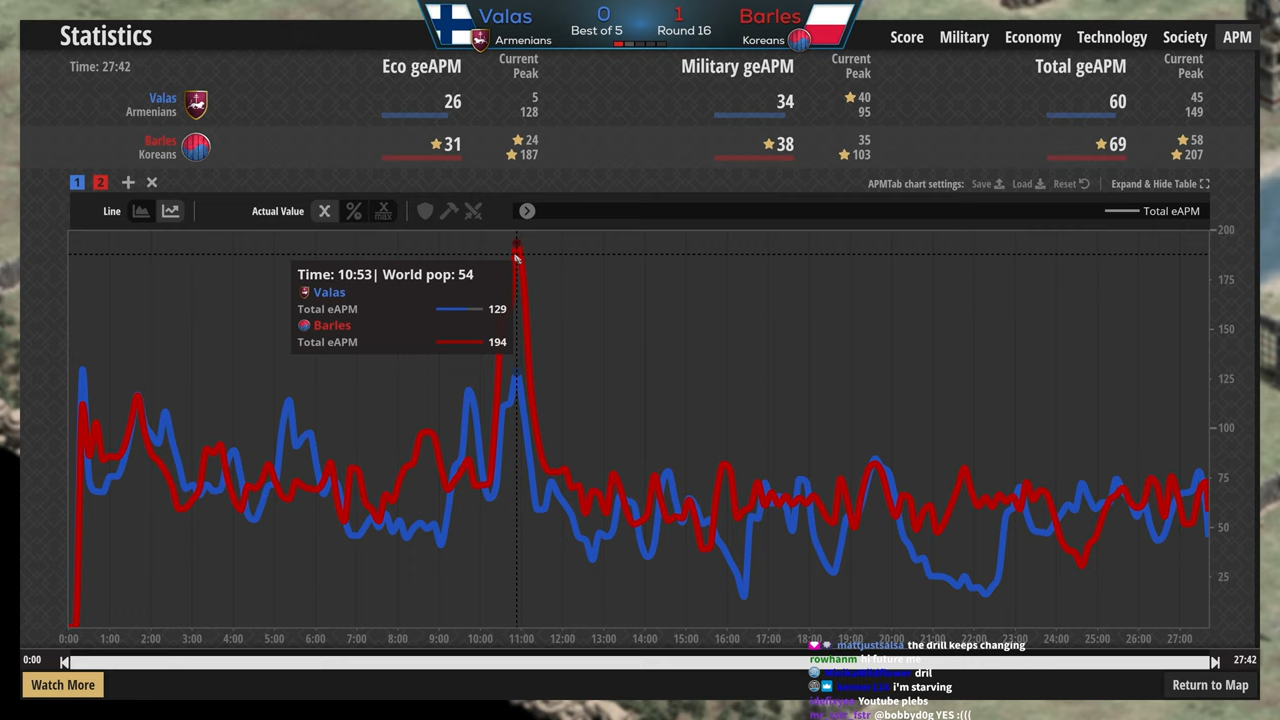 Statistics
Valas 0 1 Barles
Best of 5 Round 16
Armenians Koreans
Score Military Economy Technology Society APM
Time: 27:42
Eco geAPM Current Peak Military geAPM Current Peak Total geAPM Current Peak
Valas
Armenians
26 5 128 34 40 95 60 45 149
Barles
Koreans
31 24 187 38 35 103 69 58 207
1 2
APMTab chart settings: Save Load Reset Expand & Hide Table
Line Actual Value X % X max
Total eAPM
Time: 10:53| World pop: 54
Valas
Total eAPM 129
Barles
Total eAPM 194
200
150
125
100
75
50
25
0:00 1:00 2:00 3:00 4:00 5:00 6:00 7:00 8:00 9:00 10:00 11:00 12:00 13:00 14:00 15:00 16:00 17:00 18:00 19:00 20:00 21:00 22:00 23:00 24:00 25:00 26:00 27:00
mattjustsalsa the drill keeps changing
0:00 27:42
rowhanm hi future me
dril
i'm starving
Youtube plebs
@bobbyd0g YES :(((
Watch More Return to Map